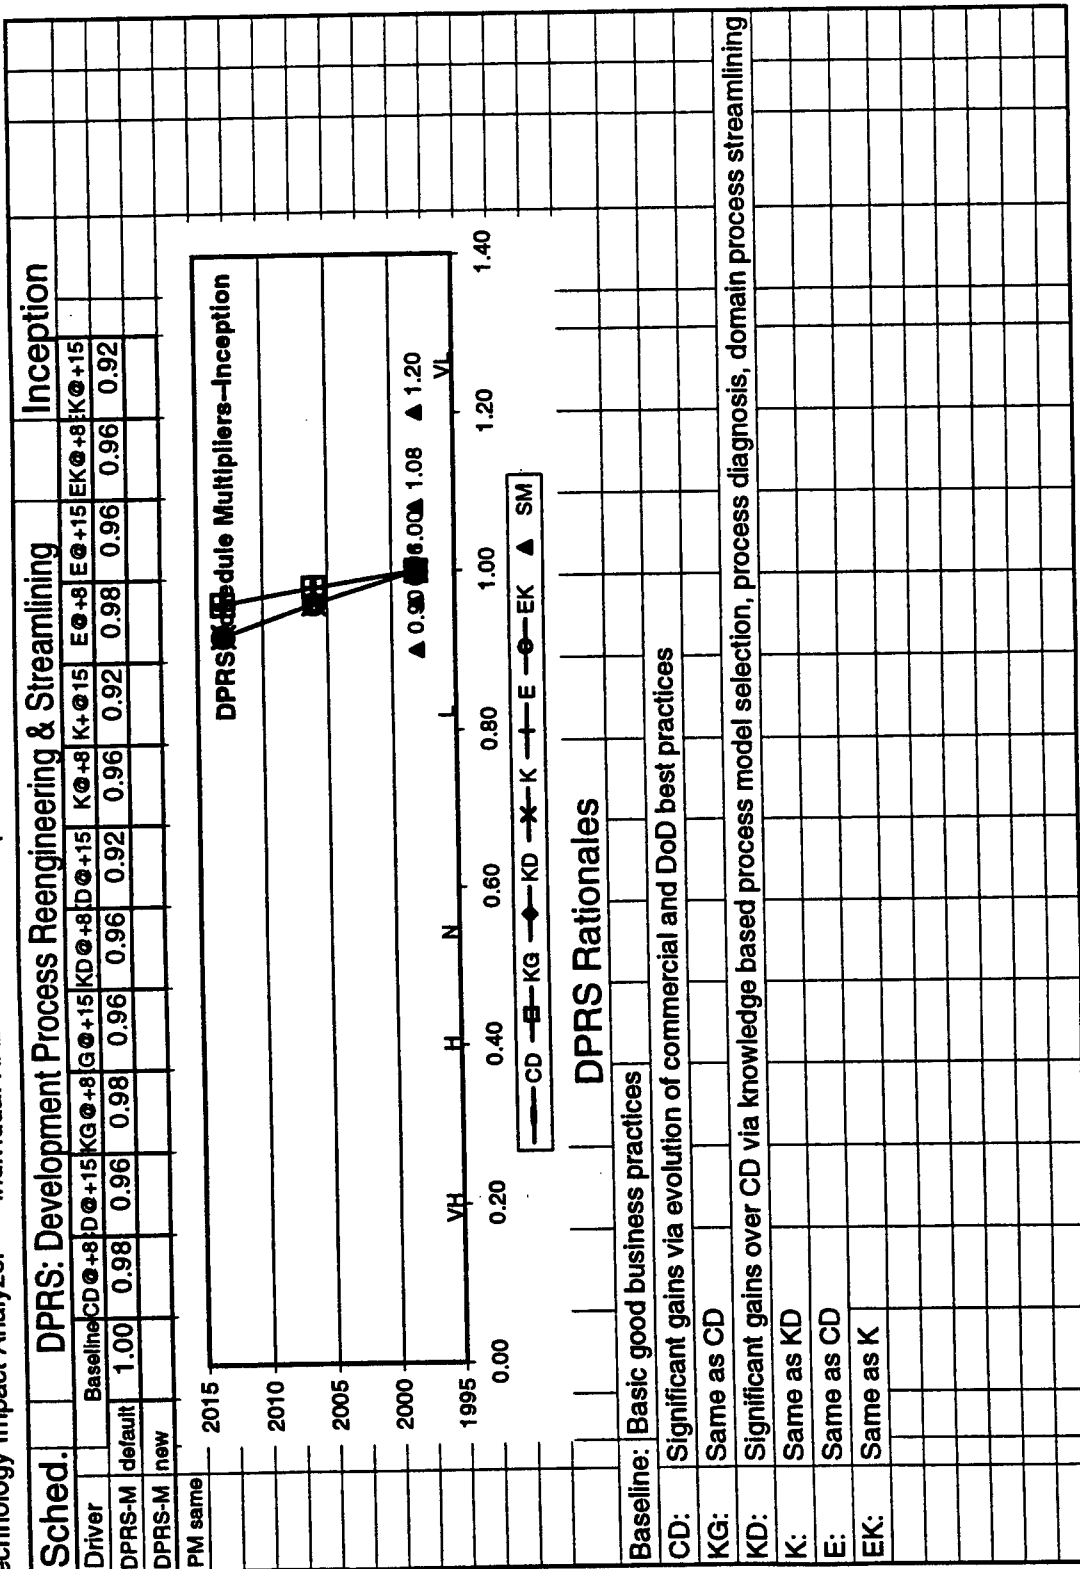 echnology Impact Analyzer
Sched. DPRS: Development Process Reengineering & Streamlining Inception
Driver Baseline CD@+8 CD@+15 KG@+8 KG@+15 KD@+8 KD@+15 K@+8 K+@15 E@+8 E@+15 EK@+8 EK@+15
DPRS-M default 1.00 0.98 0.96 0.98 0.96 0.96 0.92 0.96 0.92 0.98 0.96 0.96 0.92
DPRS-M new
PM same
DPRS Schedule Multipliers–Inception
2015
2010
2005
2000
1995
0.90 1.08 1.20
VH H N L VL
0.00 0.20 0.40 0.60 0.80 1.00 1.20 1.40
CD KG KD K E EK SM
DPRS Rationales
Baseline: Basic good business practices
CD: Significant gains via evolution of commercial and DoD best practices
KG: Same as CD
KD: Significant gains over CD via knowledge based process model selection, process diagnosis, domain process streamlining
K: Same as KD
E: Same as CD
EK: Same as K